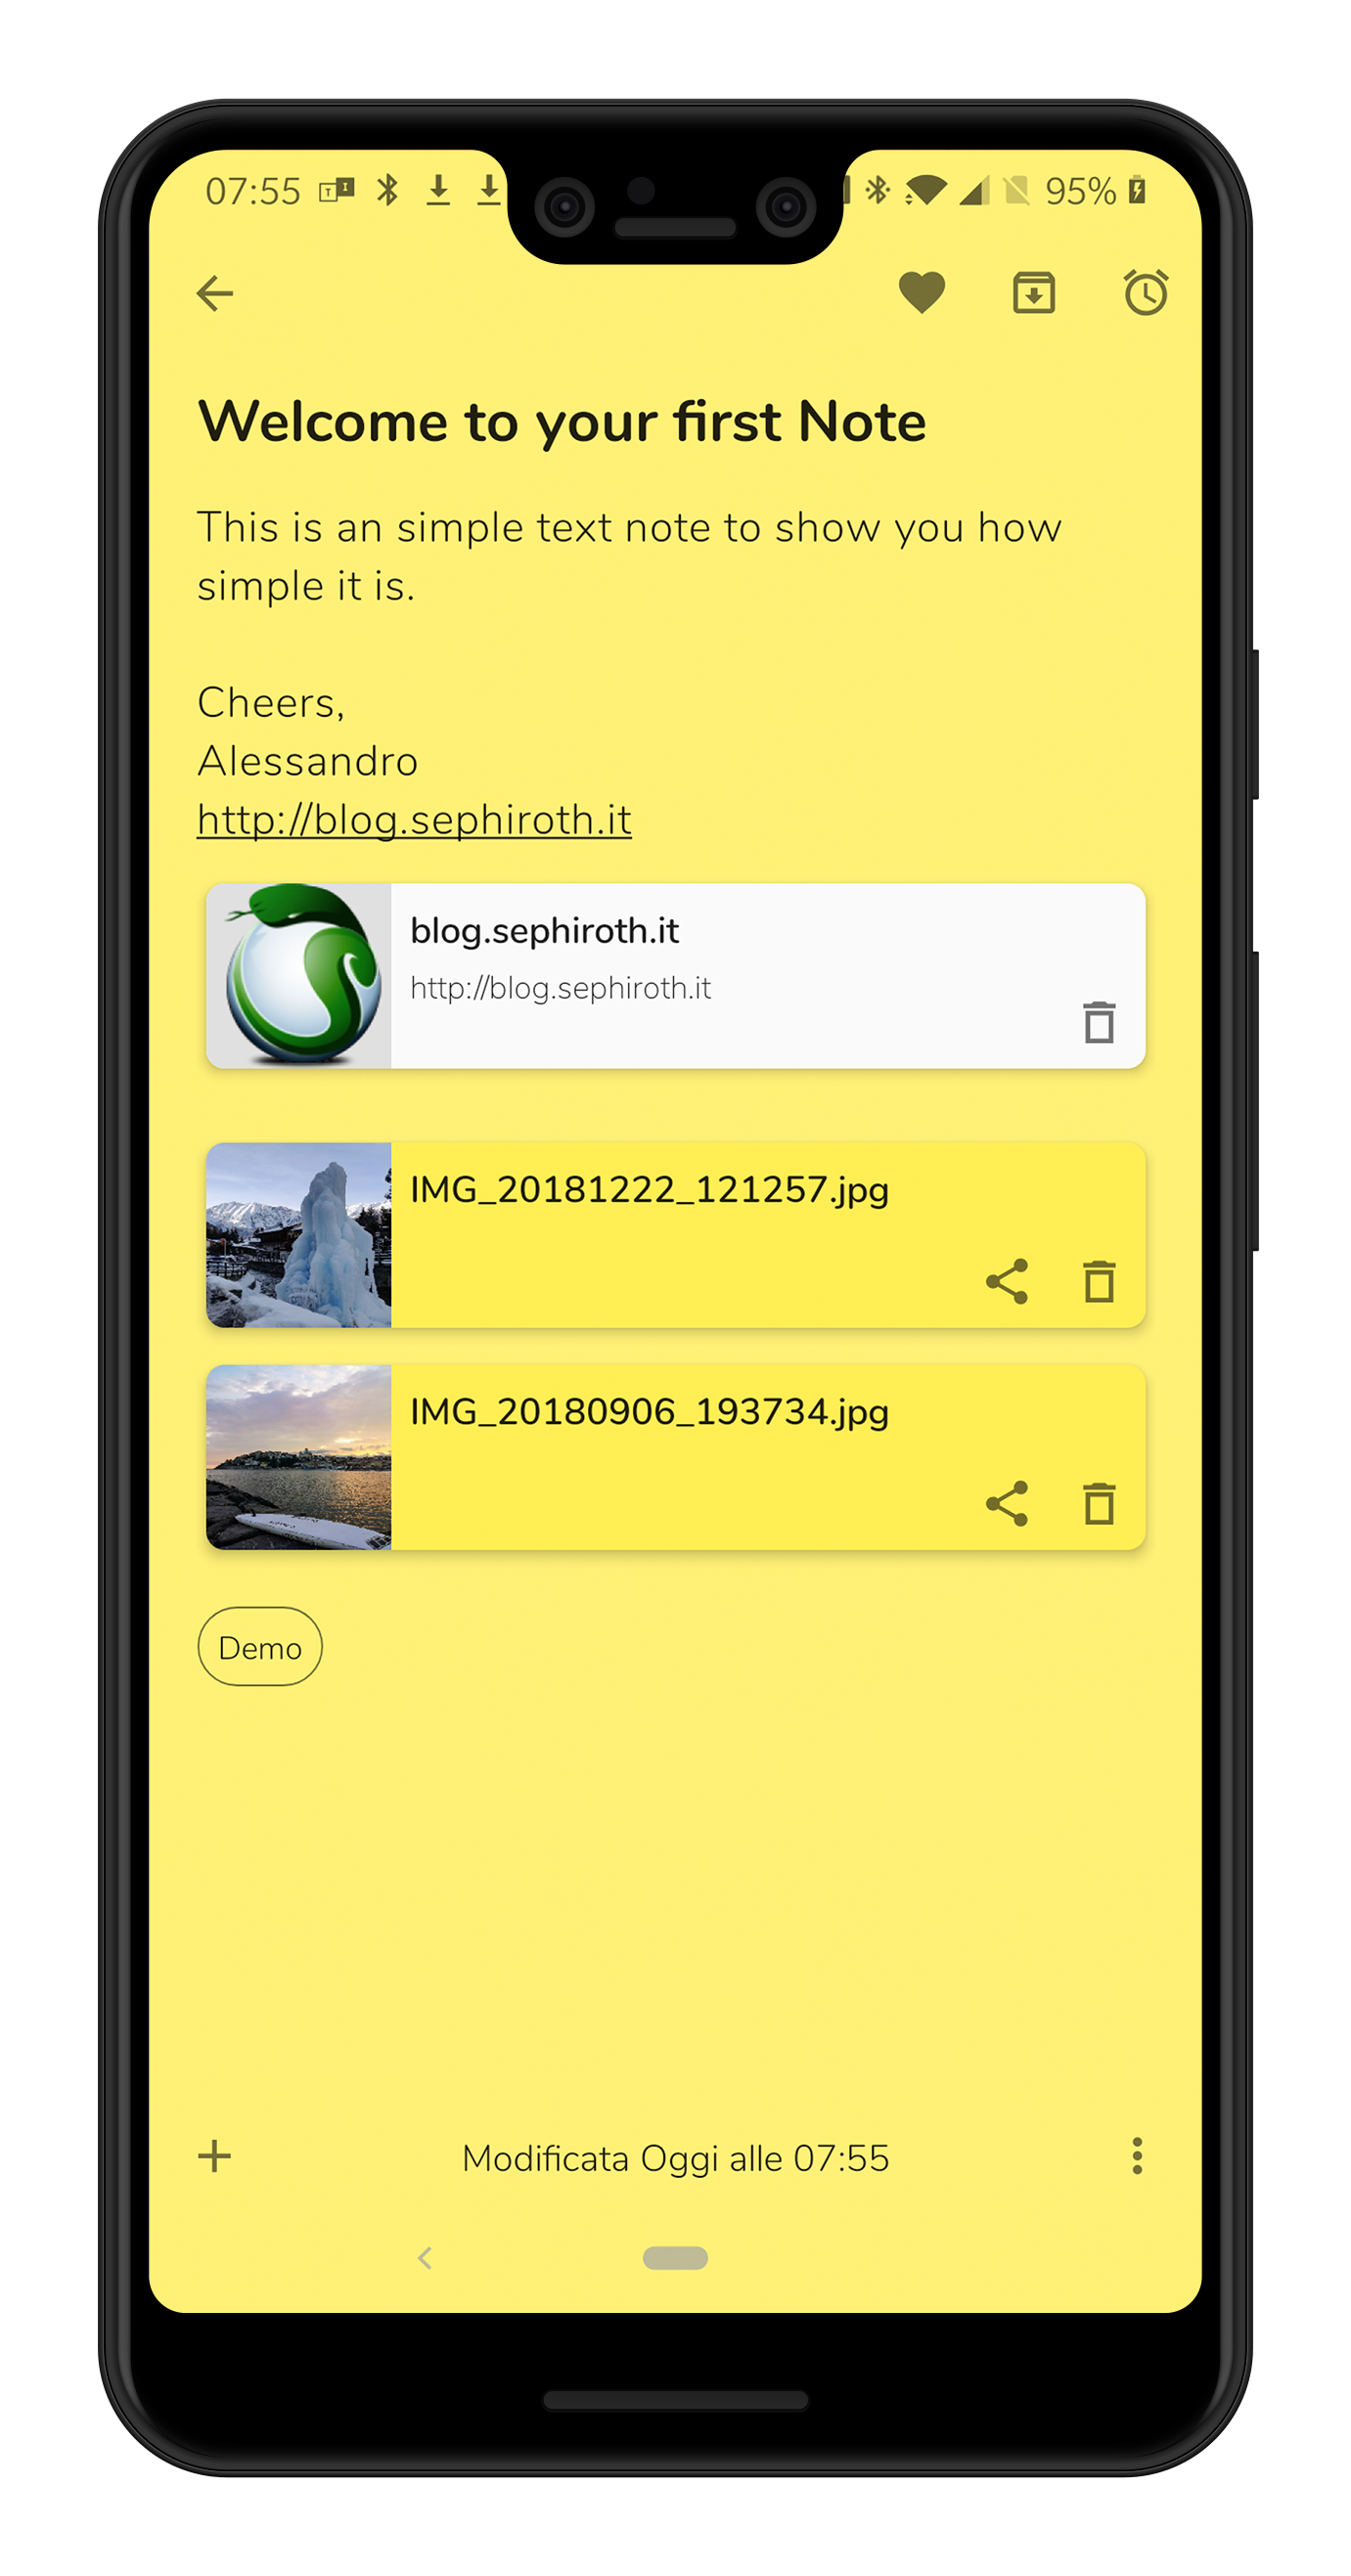 07:55
95%
Welcome to your first Note
This is an simple text note to show you how
simple it is.
Cheers,
Alessandro
http://blog.sephiroth.it
blog.sephiroth.it
http://blog.sephiroth.it
IMG_20181222_121257.jpg
IMG_20180906_193734.jpg
Demo
Modificata Oggi alle 07:55